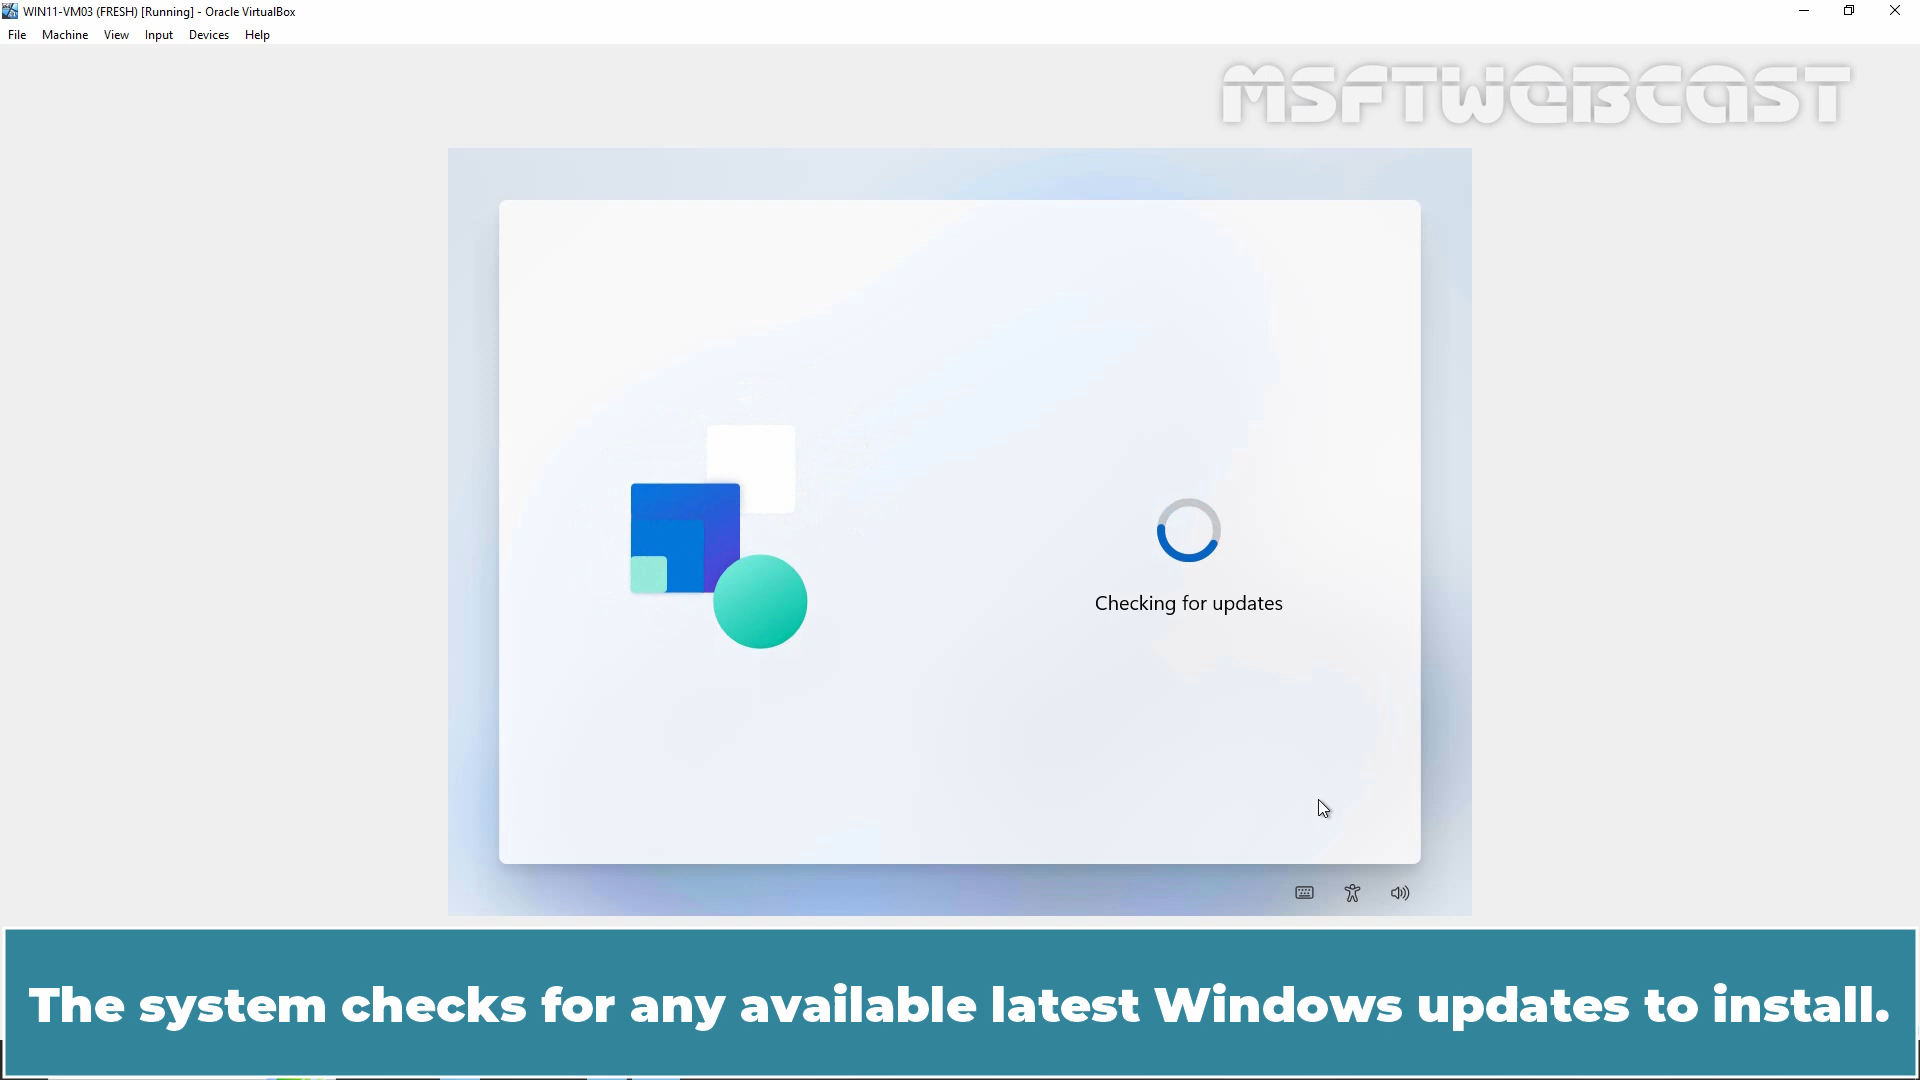 WIN11-VM03 (FRESH) [Running] - Oracle VirtualBox
File Machine View Input Devices Help
MSFTWEBCAST
Checking for updates
The system checks for any available latest Windows updates to install.